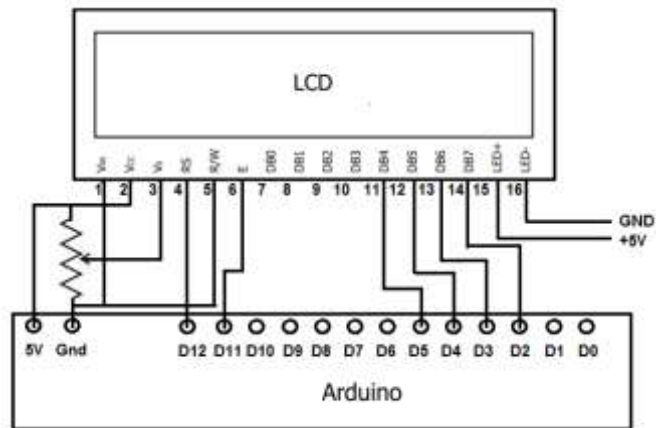 LCD
Vss Vcc Vε RS R/W E DB0 DB1 DB2 DB3 DB4 DB5 DB6 DB7 LED+ LED-
1 2 3 4 5 6 7 8 9 10 11 12 13 14 15 16
GND
+5V
5V Gnd D12 D11 D10 D9 D8 D7 D6 D5 D4 D3 D2 D1 D0
Arduino